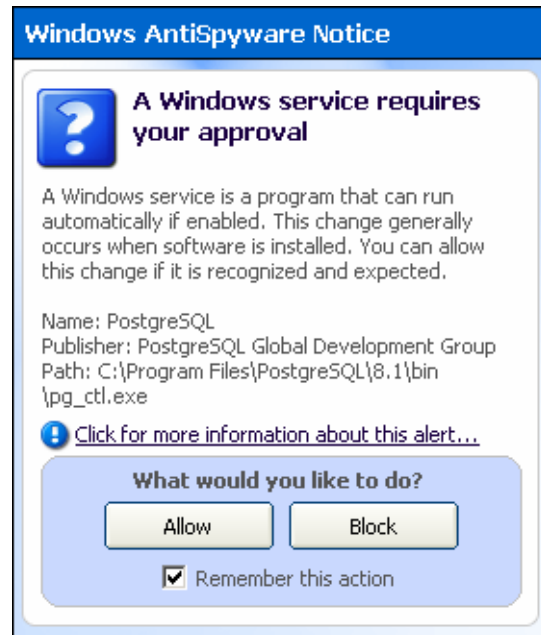 Windows AntiSpyware Notice
A Windows service requires
your approval
A Windows service is a program that can run
automatically if enabled. This change generally
occurs when software is installed. You can allow
this change if it is recognized and expected.
Name: PostgreSQL
Publisher: PostgreSQL Global Development Group
Path: C:\Program Files\PostgreSQL\8.1\bin
\pg_ctl.exe
Click for more information about this alert...
What would you like to do?
Allow Block
Remember this action